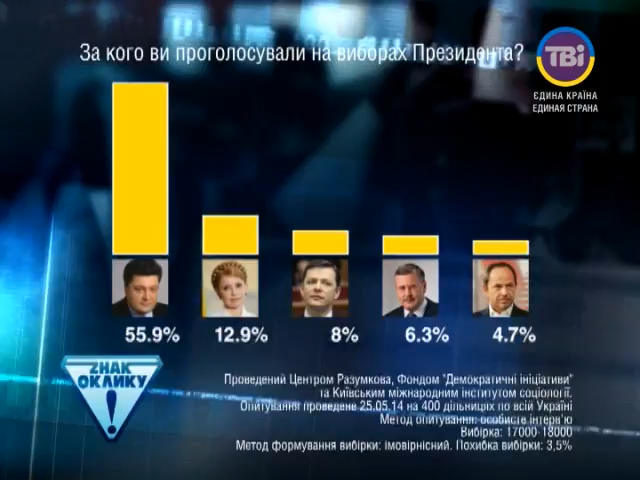 За кого ви проголосували на виборах Президента?
ТВі
ЄДИНА КРАЇНА
ЕДИНАЯ СТРАНА
55.9% 12.9% 8% 6.3% 4.7%
ЗНАК
ОКЛИКУ
Проведений Центром Разумкова, Фондом "Демократичні ініціативи"
та Київським міжнародним інститутом соціології.
Опитування проведене 25.05.14 на 400 дільницях по всій Україні
Метод опитування: особисте інтерв'ю
Вибірка: 17000-18000
Метод формування вибірки: імовірнісний. Похибка вибірки: 3,5%